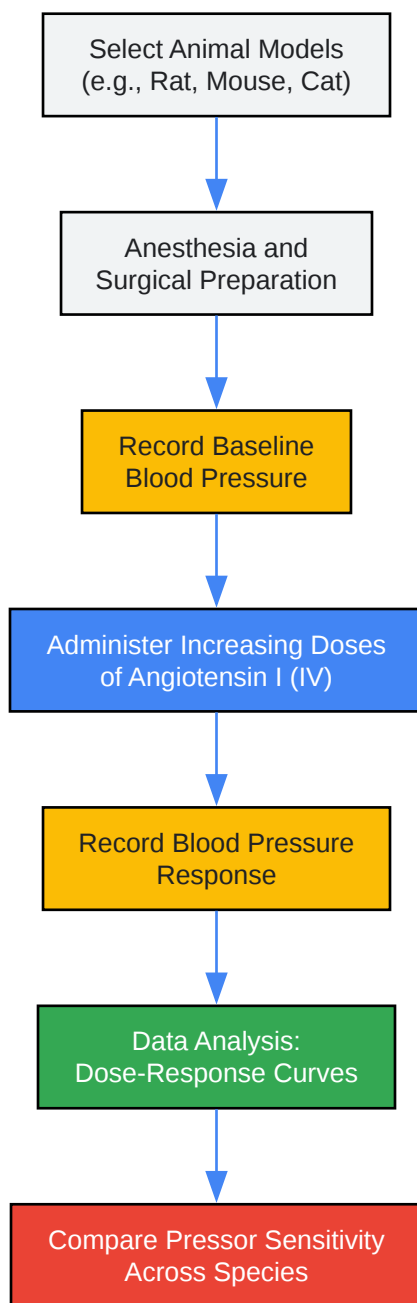 Select Animal Models
(e.g., Rat, Mouse, Cat)
Anesthesia and
Surgical Preparation
Record Baseline
Blood Pressure
Administer Increasing Doses
of Angiotensin I (IV)
Record Blood Pressure
Response
Data Analysis:
Dose-Response Curves
Compare Pressor Sensitivity
Across Species